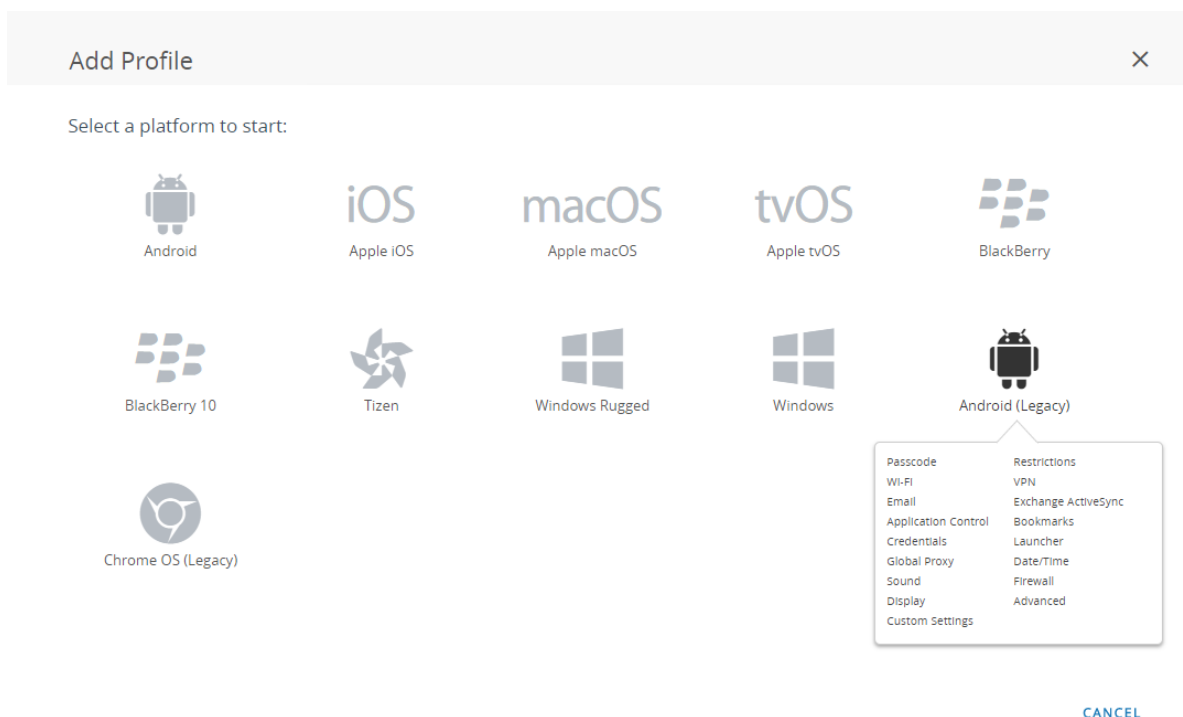 Add Profile
Select a platform to start:
iOS macOS tvOS
Android Apple iOS Apple macOS Apple tvOS BlackBerry
BlackBerry 10 Tizen Windows Rugged Windows Android (Legacy)
Passcode Restrictions
Wi-Fi VPN
Email Exchange ActiveSync
Application Control Bookmarks
Credentials Launcher
Global Proxy Date/Time
Sound Firewall
Display Advanced
Custom Settings
Chrome OS (Legacy)
CANCEL